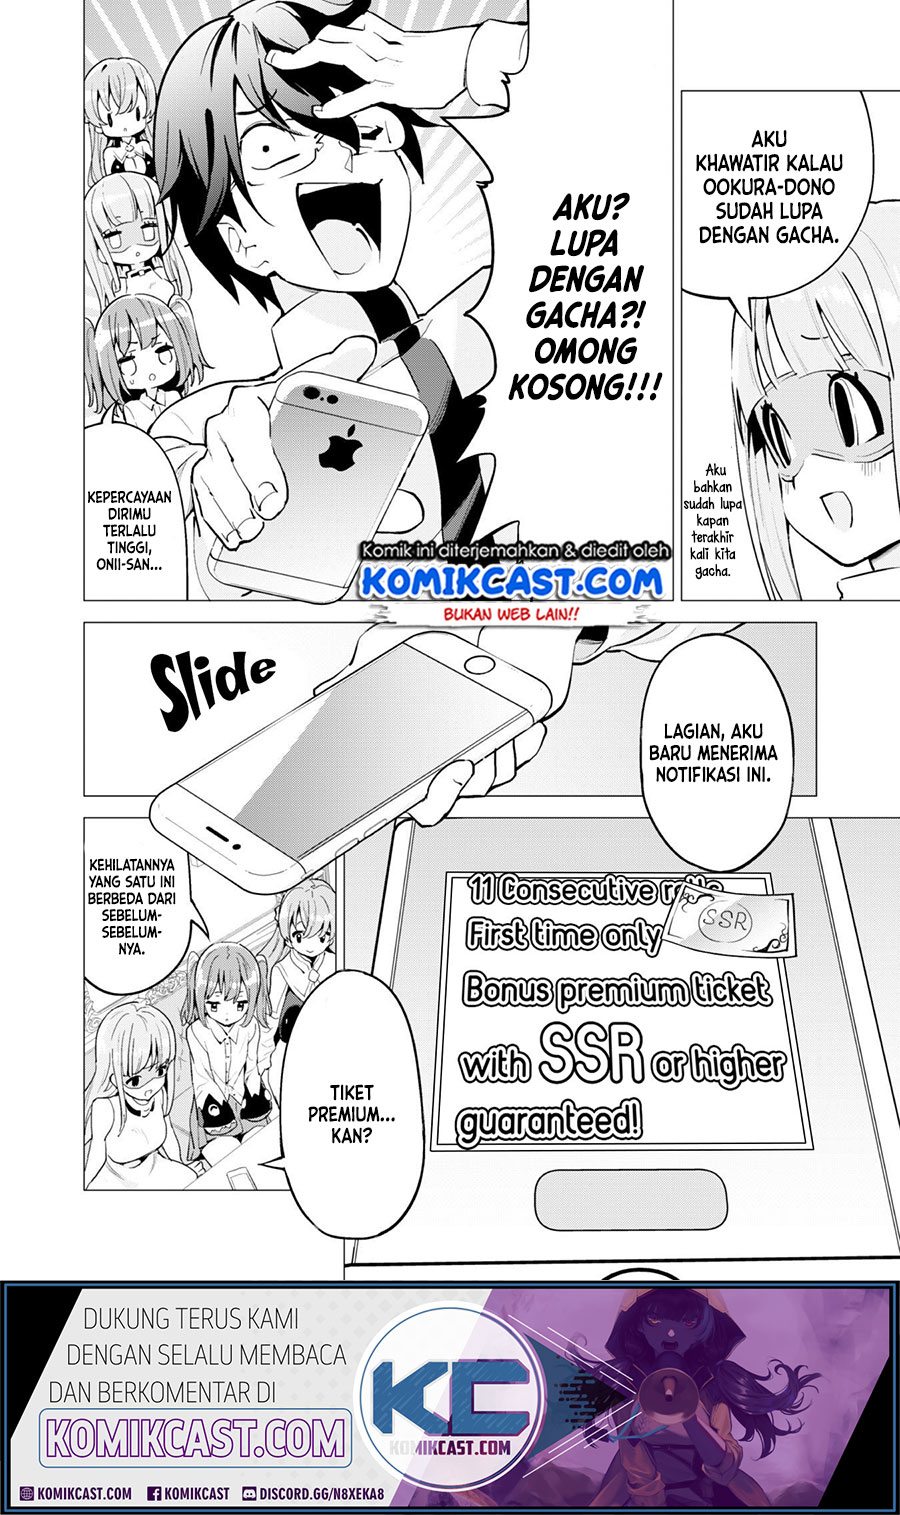 AKU
KHAWATIR KALAU
OOKURA-DONO
SUDAH LUPA
DENGAN GACHA.
Aku
bahkan
sudah lupa
kapan
terakhir
kali kita
gacha.
AKU?
LUPA
DENGAN
GACHA?!
OMONG
KOSONG!!!
KEPERCAYAAN
DIRIMU
TERLALU
TINGGI,
ONII-SAN...
Komik ini diterjemahkan & diedit oleh
KOMIKCAST.COM
BUKAN WEB LAIN!!
Slide
LAGIAN, AKU
BARU MENERIMA
NOTIFIKASI INI.
11 Consecutive rolls
First time only
SSR
Bonus premium ticket
with SSR or higher
guaranteed!
KEHILATANNYA
YANG SATU INI
BERBEDA DARI
SEBELUM-
SEBELUM-
NYA.
TIKET
PREMIUM...
KAN?
DUKUNG TERUS KAMI
DENGAN SELALU MEMBACA
DAN BERKOMENTAR DI
KOMIKCAST.COM
KOMIKCAST.COM
KOMIKCAST
DISCORD.GG/N8XEKA8
KC
KOMIKCAST.COM